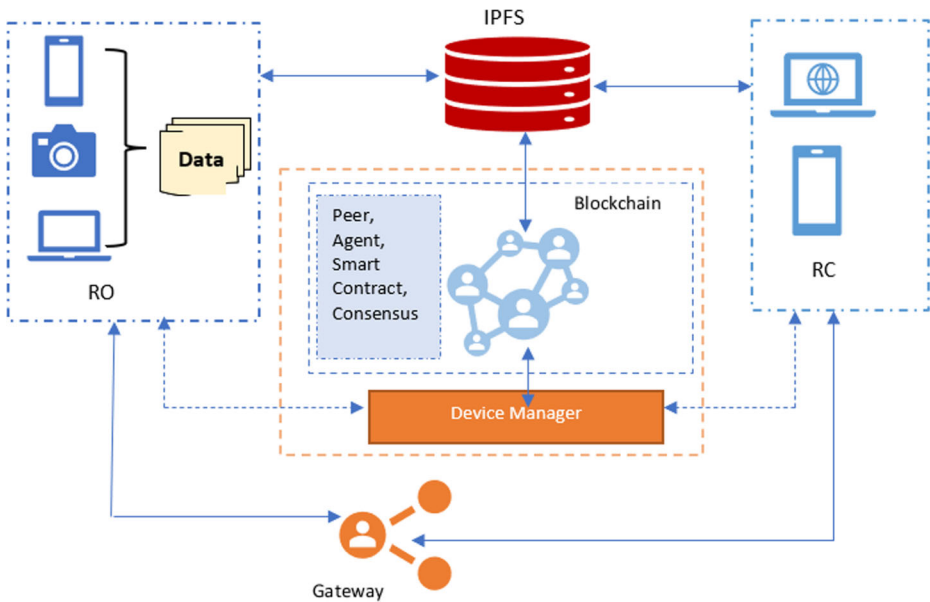 IPFS
Data
RO
Blockchain
Peer,
Agent,
Smart
Contract,
Consensus
RC
Device Manager
Gateway